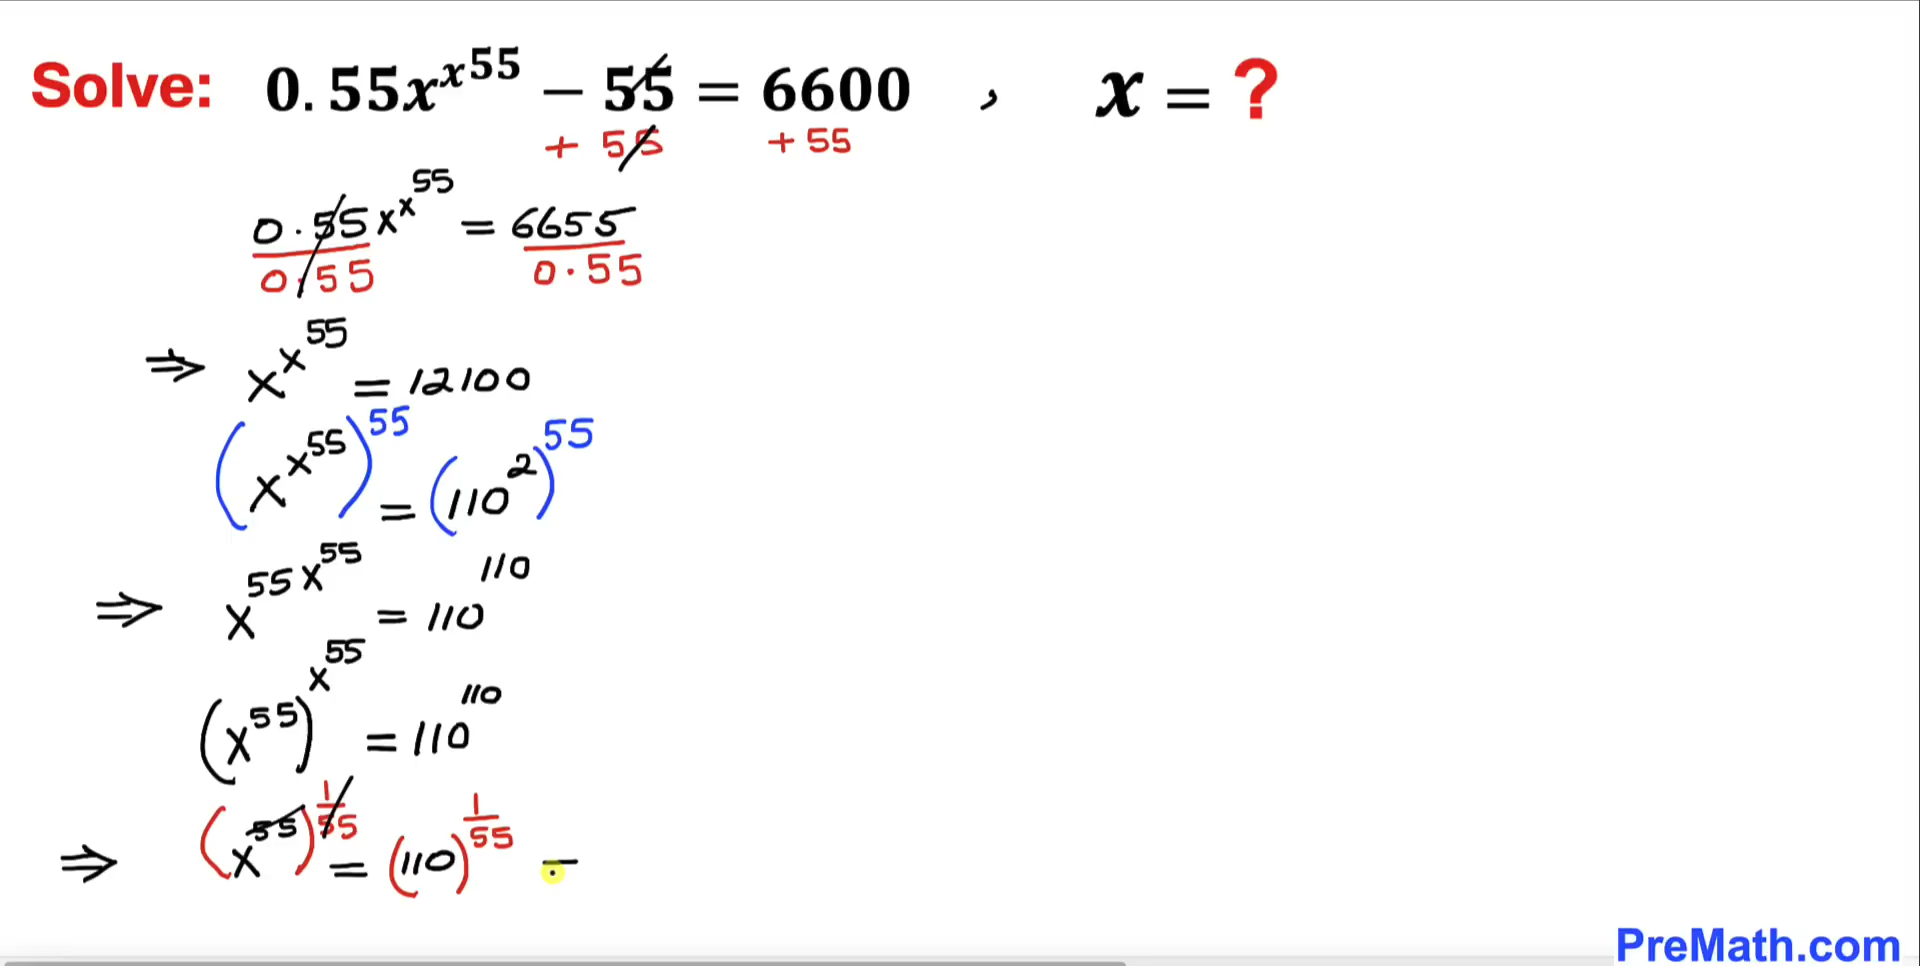 Solve: 0.55x^x^55 − 55 = 6600 , x = ?
+ 55 + 55
0.55x^x^55 = 6655
0.55 0.55
⇒ x^x^55 = 12100
(x^x^55)^55 = (110^2)^55
⇒ x^55x^55 = 110^110
(x^55)^x^55 = 110^110
⇒ (x^55)^1/55 = (110)^1/55
PreMath.com